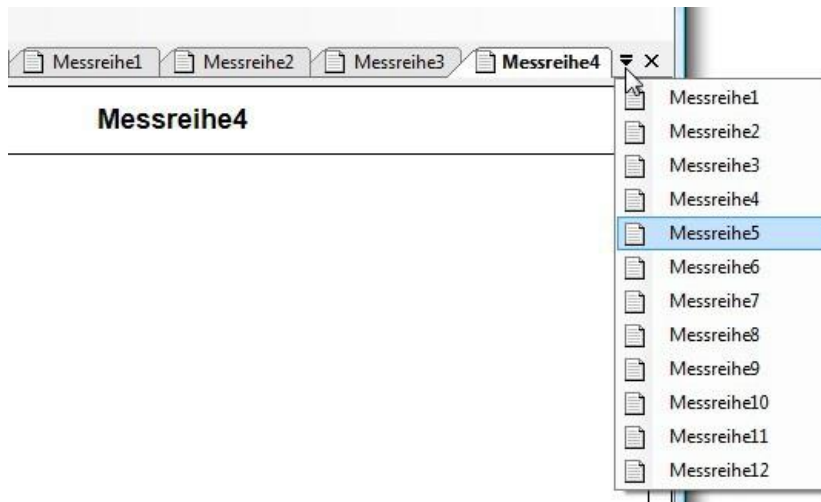 Messreihe1 Messreihe2 Messreihe3 Messreihe4
Messreihe4
Messreihe1
Messreihe2
Messreihe3
Messreihe4
Messreihe5
Messreihe6
Messreihe7
Messreihe8
Messreihe9
Messreihe10
Messreihe11
Messreihe12